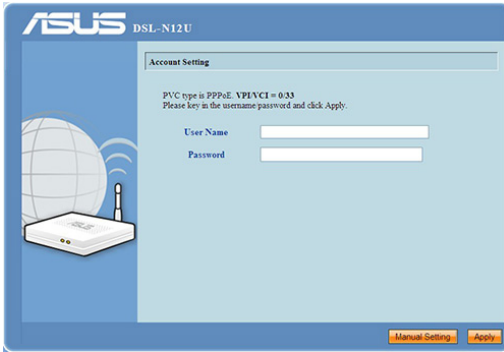 ASUS DSL-N12U
Account Setting
PVC type is PPPoE. VPI/VCI = 0/33
Please key in the username/password and click Apply.
User Name
Password
ASUS
Manual Setting Apply